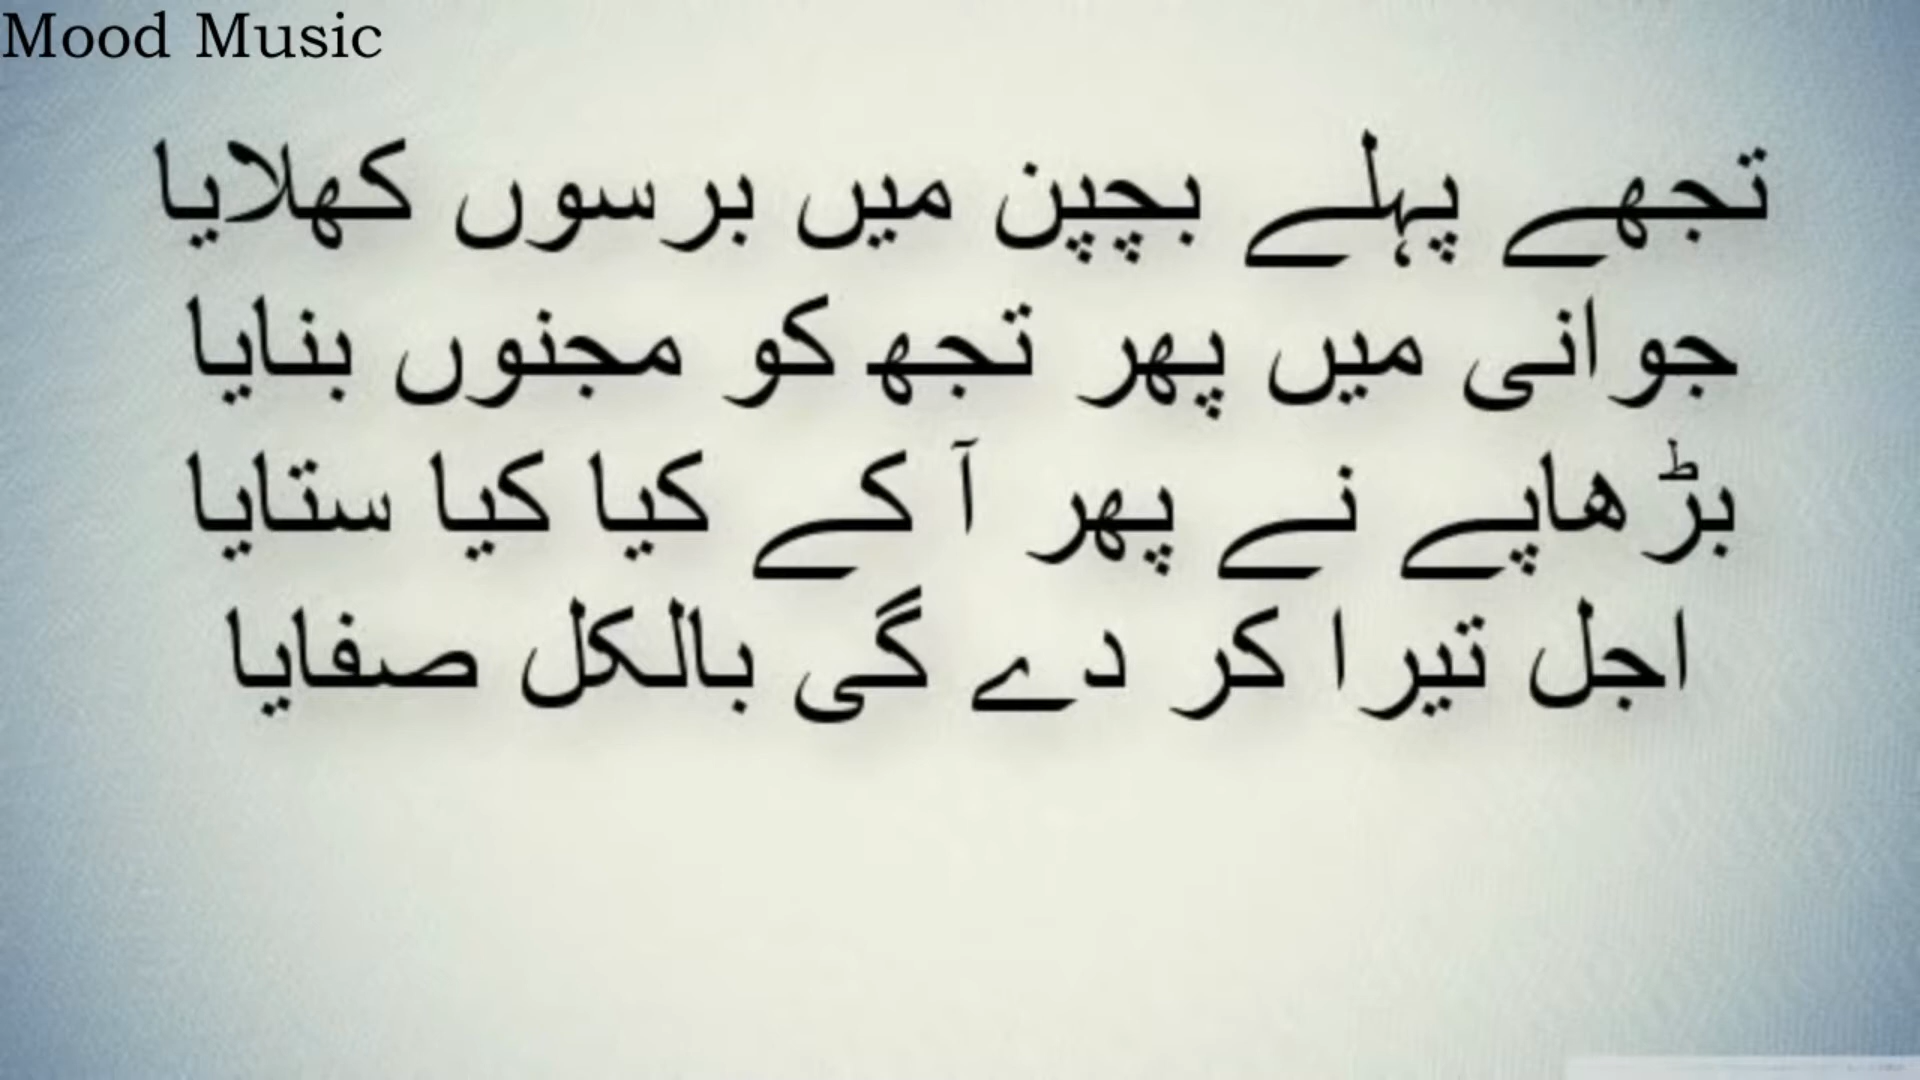 Mood Music
تجھے پہلے بچپن میں برسوں کھلایا
جوانی میں پھر تجھ کو مجنوں بنایا
بڑھاپے نے پھر آ کے کیا کیا ستایا
اجل تیرا کر دے گی بالکل صفایا